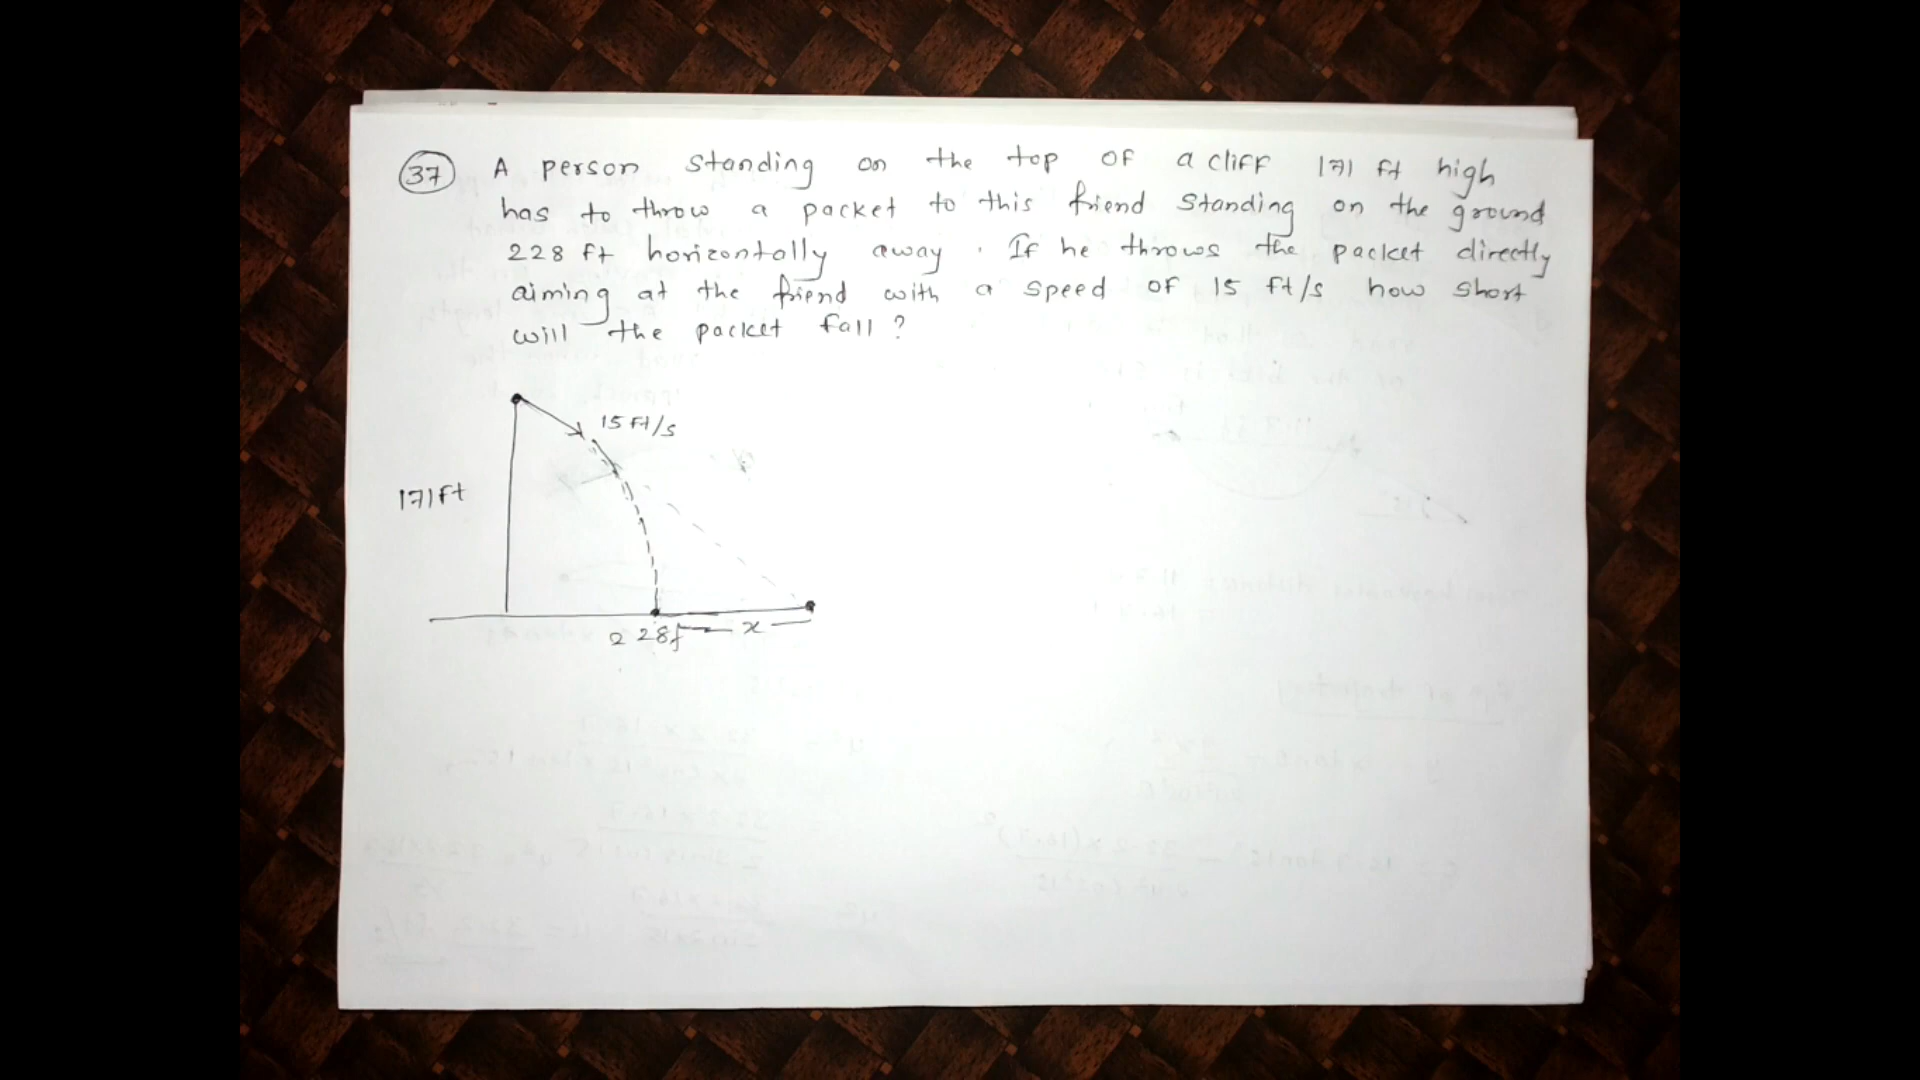 37 A person standing on the top of a cliff 171 ft high
has to throw a packet to this friend standing on the ground
228 ft horizontally away. If he throws the packet directly
aiming at the friend with a speed of 15 ft/s how short
will the packet fall?
15 ft/s
171ft
228f x